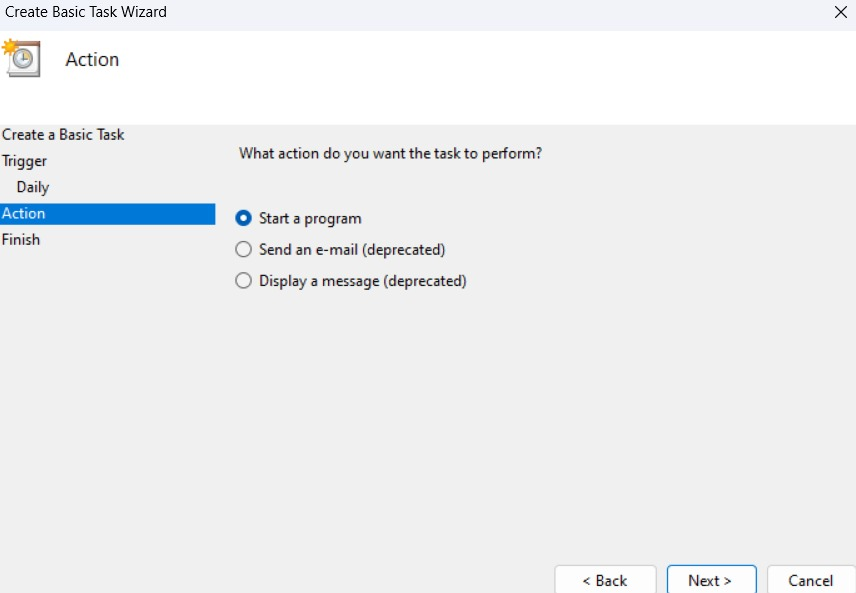 Create Basic Task Wizard
Action
Create a Basic Task
Trigger
Daily
Action
Finish
What action do you want the task to perform?
Start a program
Send an e-mail (deprecated)
Display a message (deprecated)
< Back
Next >
Cancel